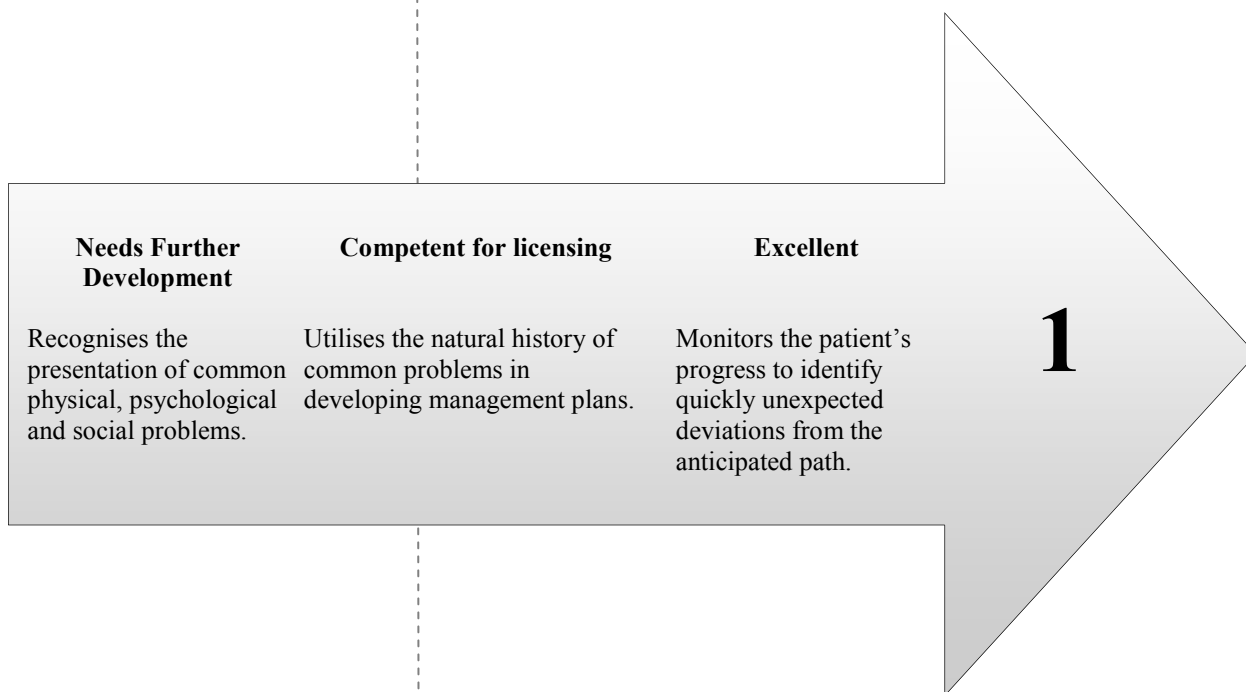 Needs Further
Development
Recognises the
presentation of common
physical, psychological
and social problems.
Competent for licensing
Utilises the natural history of
common problems in
developing management plans.
Excellent
Monitors the patient’s
progress to identify
quickly unexpected
deviations from the
anticipated path.
1